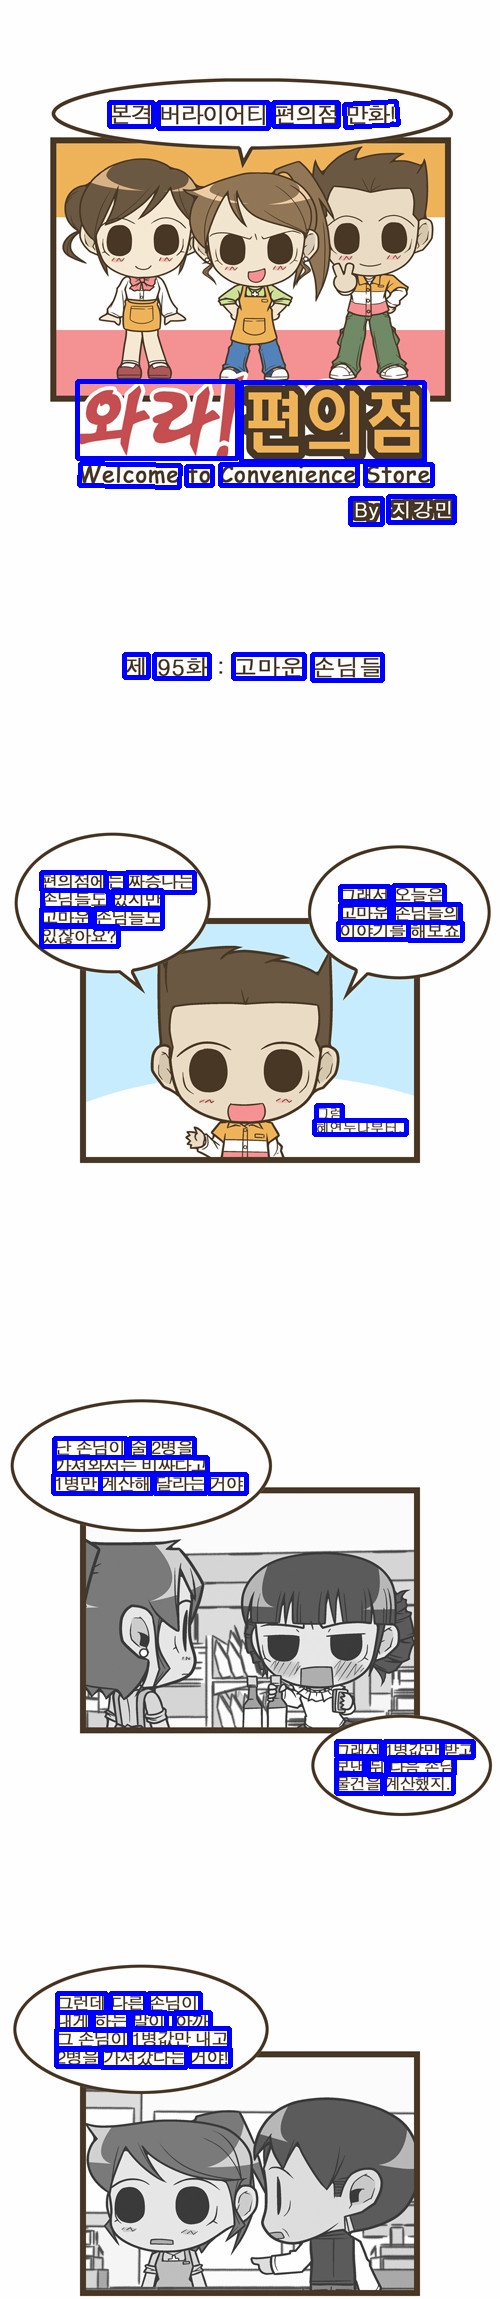 본격 버라이어티 편의점 만화!
와라! 편의점
Welcome to Convenience Store
By 지강민
제 95화 : 고마운 손님들
편의점에는 짜증나는
손님들도 있지만
고마운 손님들도
있잖아요?
그래서 오늘은
고마운 손님들의
이야기를 해보죠
그럼
혜연누나부터.
난 손님이 술 2병을
가져와서는 비싸다고
1병만 계산해 달라는 거야
그래서 1병값만 받고
보낸 뒤 다음 손님
물건을 계산했지.
그런데 다른 손님이
내게 하는 말이 아까
그 손님이 1병값만 내고
2병을 가져갔다는 거야!